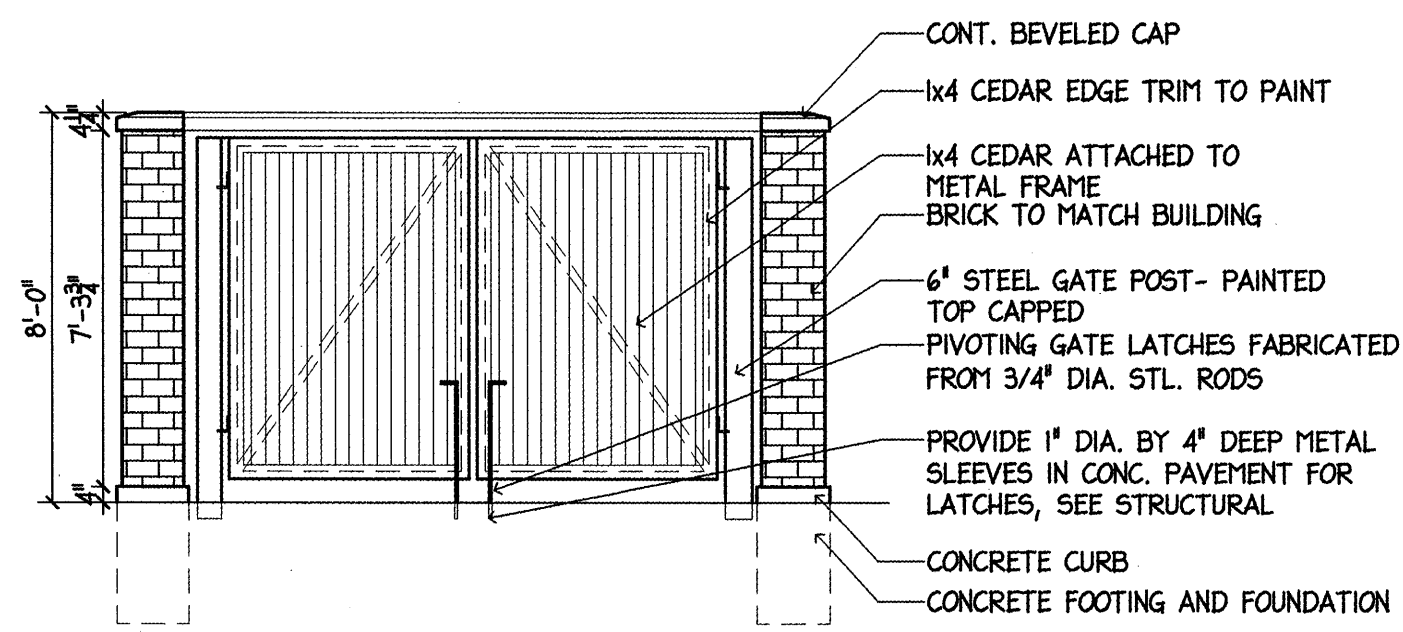 CONT. BEVELED CAP
1x4 CEDAR EDGE TRIM TO PAINT
1x4 CEDAR ATTACHED TO
METAL FRAME
BRICK TO MATCH BUILDING
6" STEEL GATE POST- PAINTED
TOP CAPPED
PIVOTING GATE LATCHES FABRICATED
FROM 3/4" DIA. STL. RODS
PROVIDE 1" DIA. BY 4" DEEP METAL
SLEEVES IN CONC. PAVEMENT FOR
LATCHES, SEE STRUCTURAL
CONCRETE CURB
CONCRETE FOOTING AND FOUNDATION
8'-0"
4 1/4"
7'-3 3/4"
4"